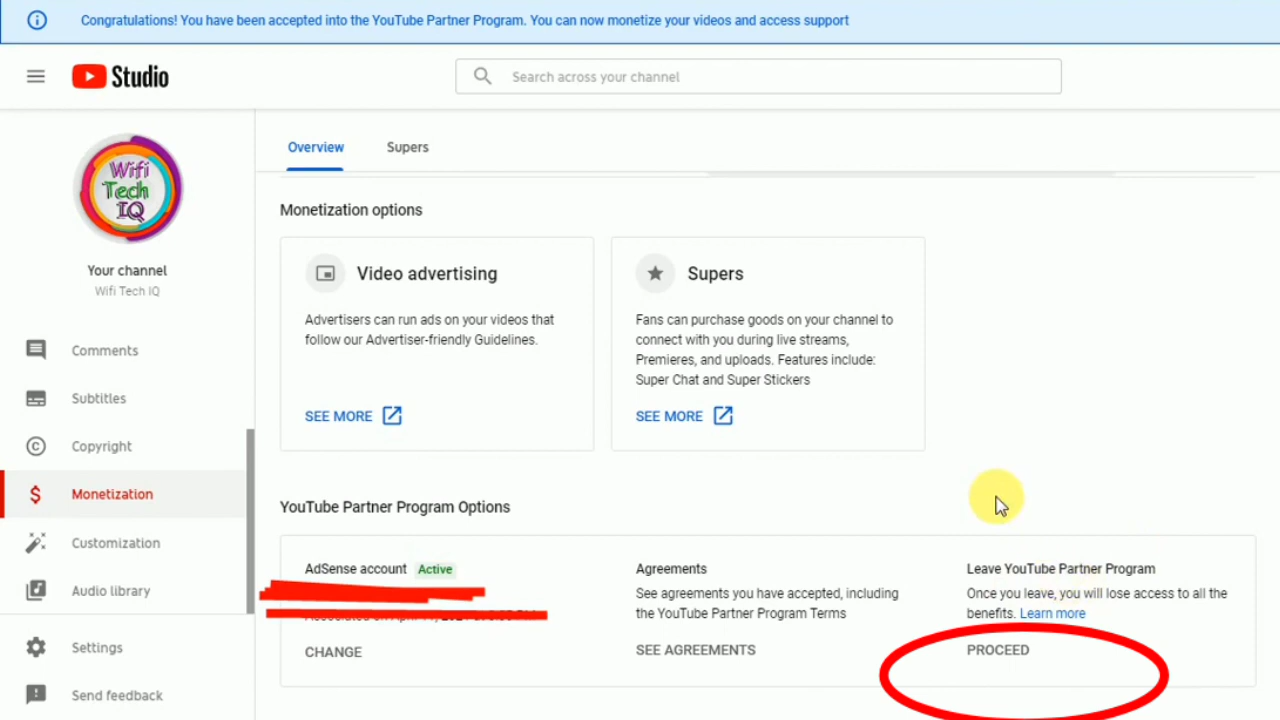 Congratulations! You have been accepted into the YouTube Partner Program. You can now monetize your videos and access support
Studio
Search across your channel
Wifi
Tech
IQ
Your channel
Wifi Tech IQ
Comments
Subtitles
Copyright
Monetization
Customization
Audio library
Settings
Send feedback
Overview
Supers
Monetization options
Video advertising
Advertisers can run ads on your videos that
follow our Advertiser-friendly Guidelines.
SEE MORE
Supers
Fans can purchase goods on your channel to
connect with you during live streams,
Premieres, and uploads. Features include:
Super Chat and Super Stickers
SEE MORE
YouTube Partner Program Options
AdSense account Active
CHANGE
Agreements
See agreements you have accepted, including
the YouTube Partner Program Terms
SEE AGREEMENTS
Leave YouTube Partner Program
Once you leave, you will lose access to all the
benefits. Learn more
PROCEED